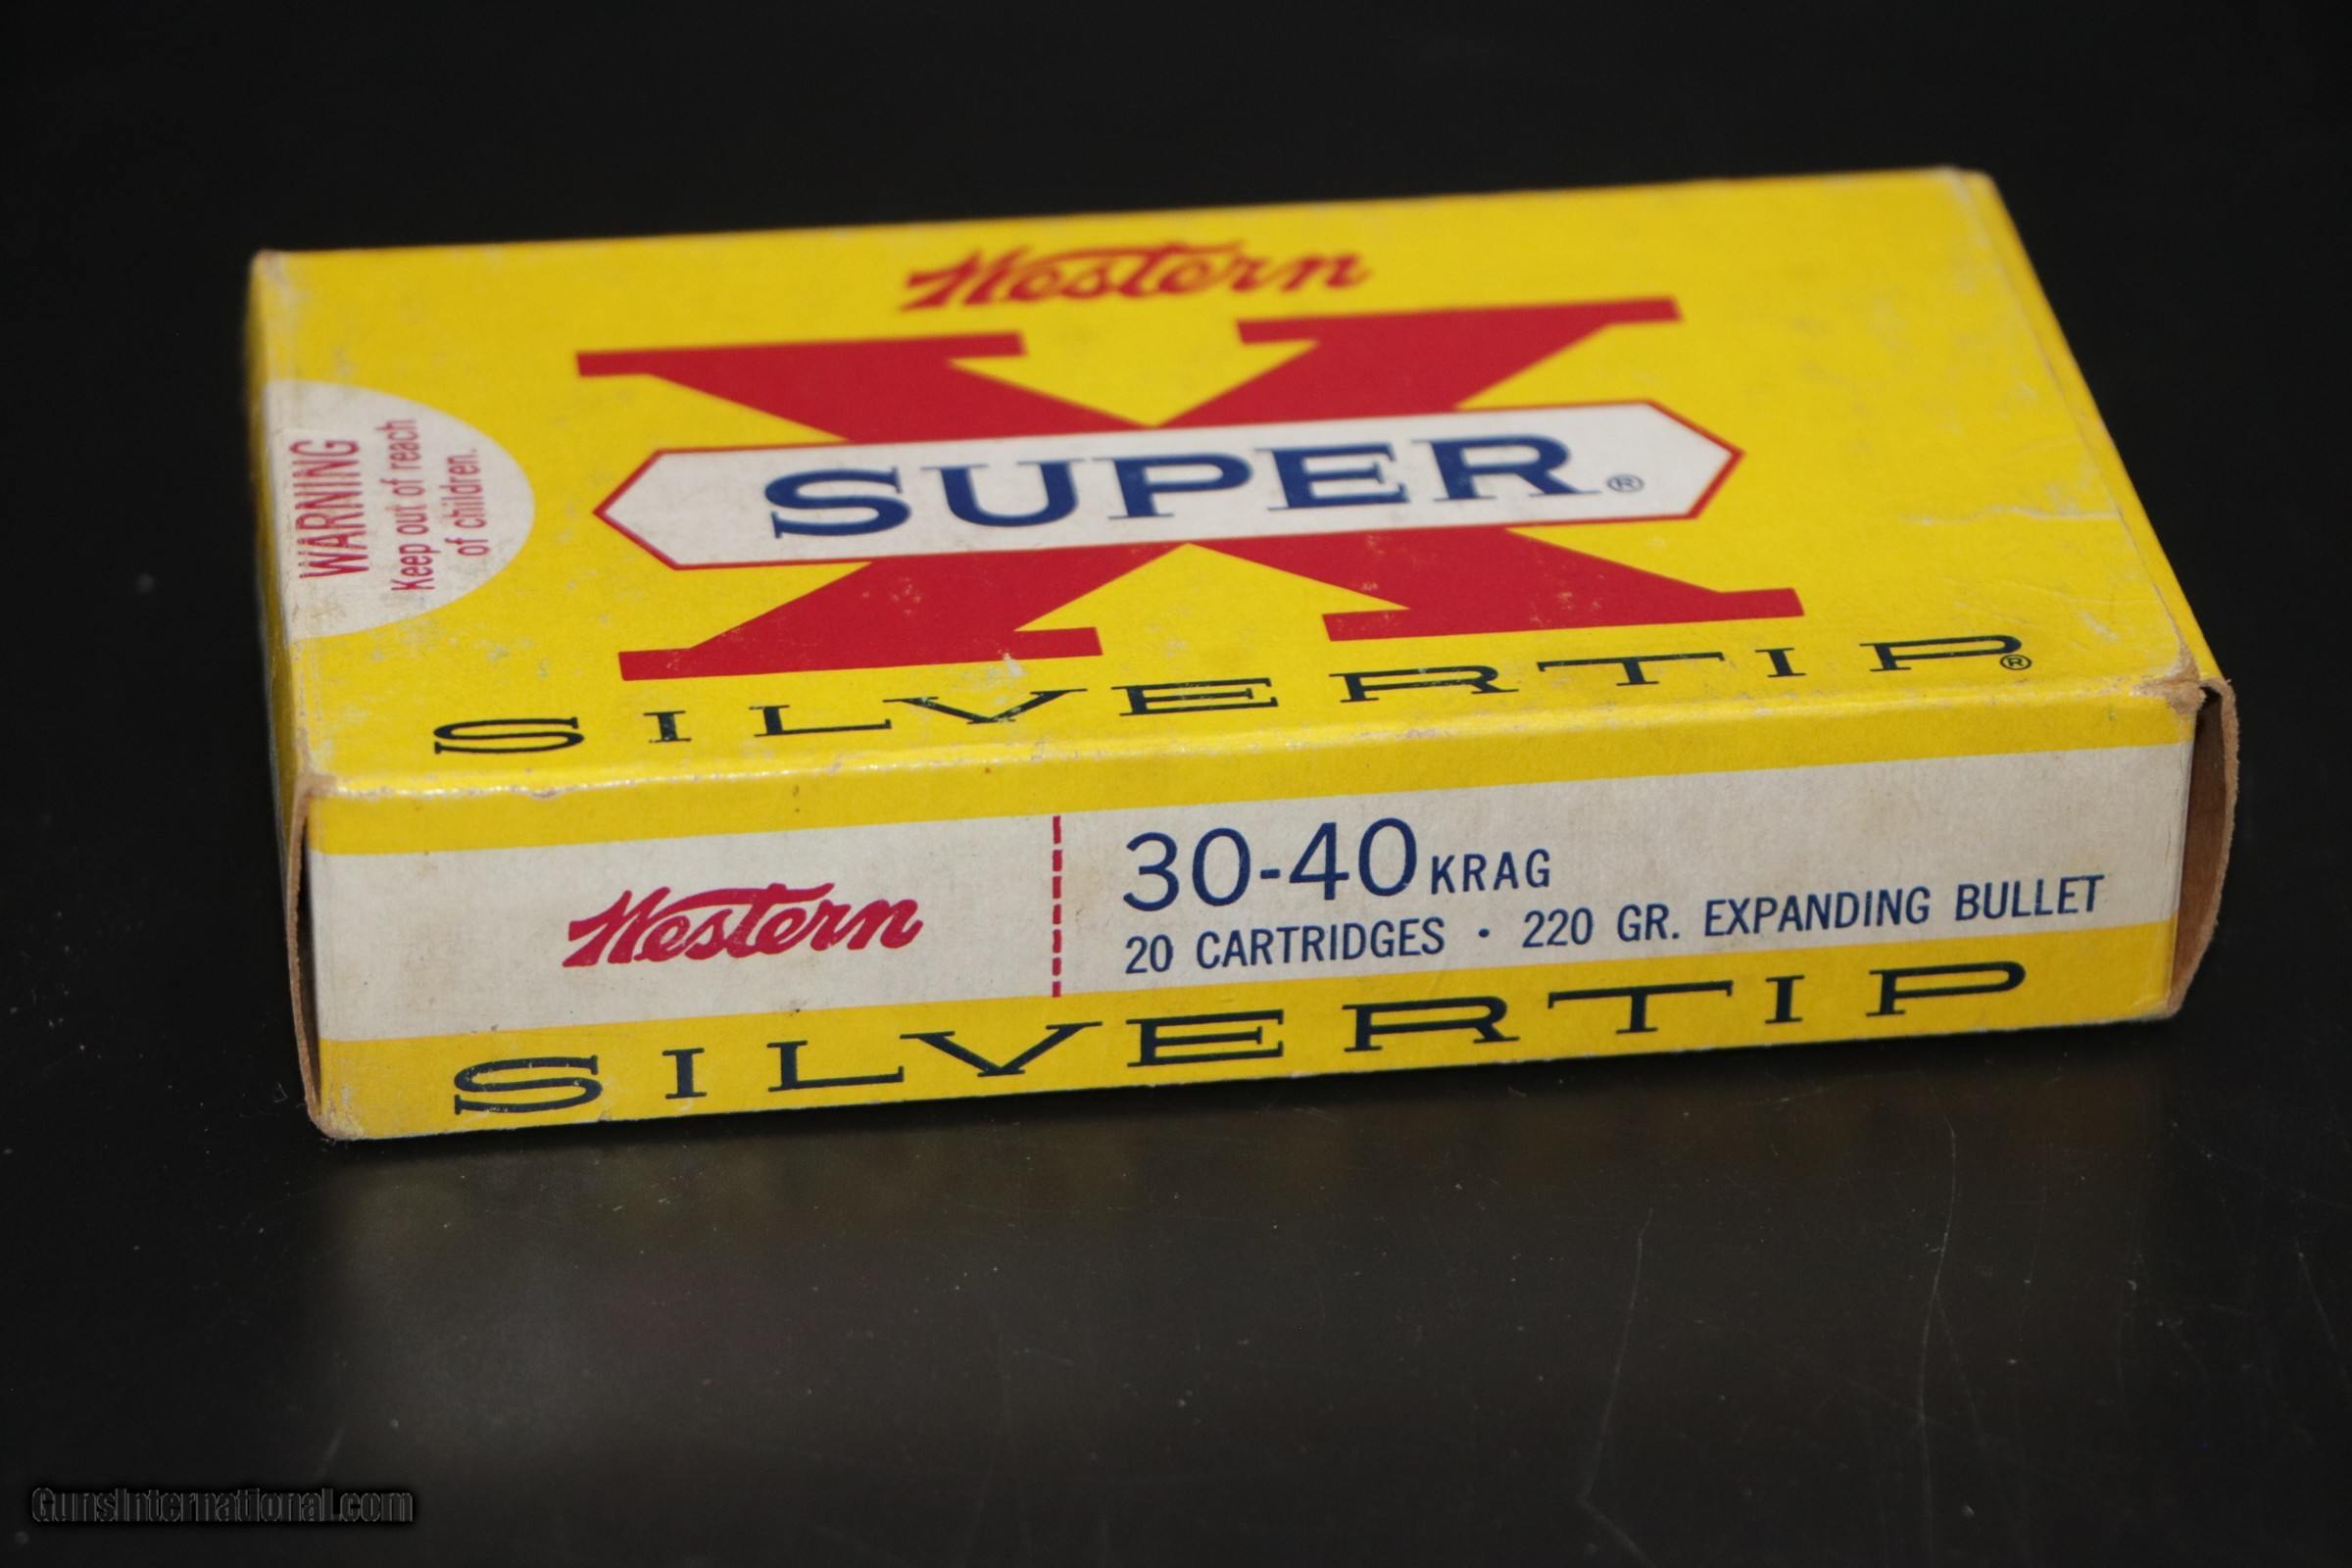 Western
X
SUPER®
SILVERTIP®
WARNING
Keep out of reach
of children.
Western
30-40 KRAG
20 CARTRIDGES · 220 GR. EXPANDING BULLET
SILVERTIP
GunsInternational.com